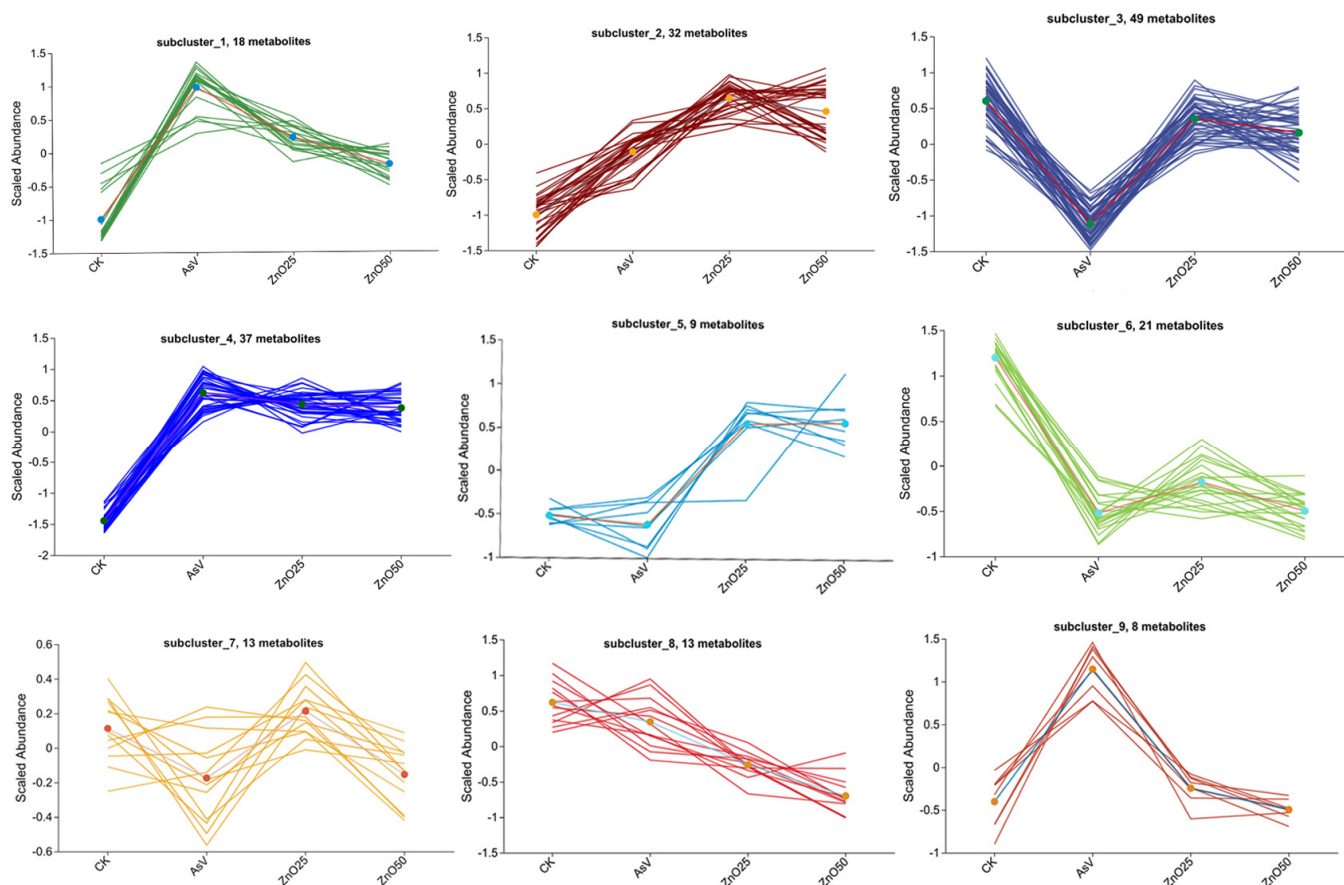 subcluster_1, 18 metabolites
Scaled Abundance
1.5
1
0.5
0
-0.5
-1
-1.5
CK
AsV
ZnO25
ZnO50
subcluster_2, 32 metabolites
Scaled Abundance
1.5
1
0.5
0
-0.5
-1
-1.5
CK
AsV
ZnO25
ZnO50
subcluster_3, 49 metabolites
Scaled Abundance
1.5
1
0.5
0
-0.5
-1
-1.5
CK
AsV
ZnO25
ZnO50
subcluster_4, 37 metabolites
Scaled Abundance
1.5
1
0.5
0
-0.5
-1
-1.5
-2
CK
AsV
ZnO25
ZnO50
subcluster_5, 9 metabolites
Scaled Abundance
1.5
1
0.5
0
-0.5
-1
CK
AsV
ZnO25
ZnO50
subcluster_6, 21 metabolites
Scaled Abundance
1.5
1
0.5
0
-0.5
-1
CK
AsV
ZnO25
ZnO50
subcluster_7, 13 metabolites
Scaled Abundance
0.6
0.4
0.2
0
-0.2
-0.4
-0.6
CK
AsV
ZnO25
ZnO50
subcluster_8, 13 metabolites
Scaled Abundance
1.5
1
0.5
0
-0.5
-1
-1.5
CK
AsV
ZnO25
ZnO50
subcluster_9, 8 metabolites
Scaled Abundance
1.5
1
0.5
0
-0.5
-1
CK
AsV
ZnO25
ZnO50